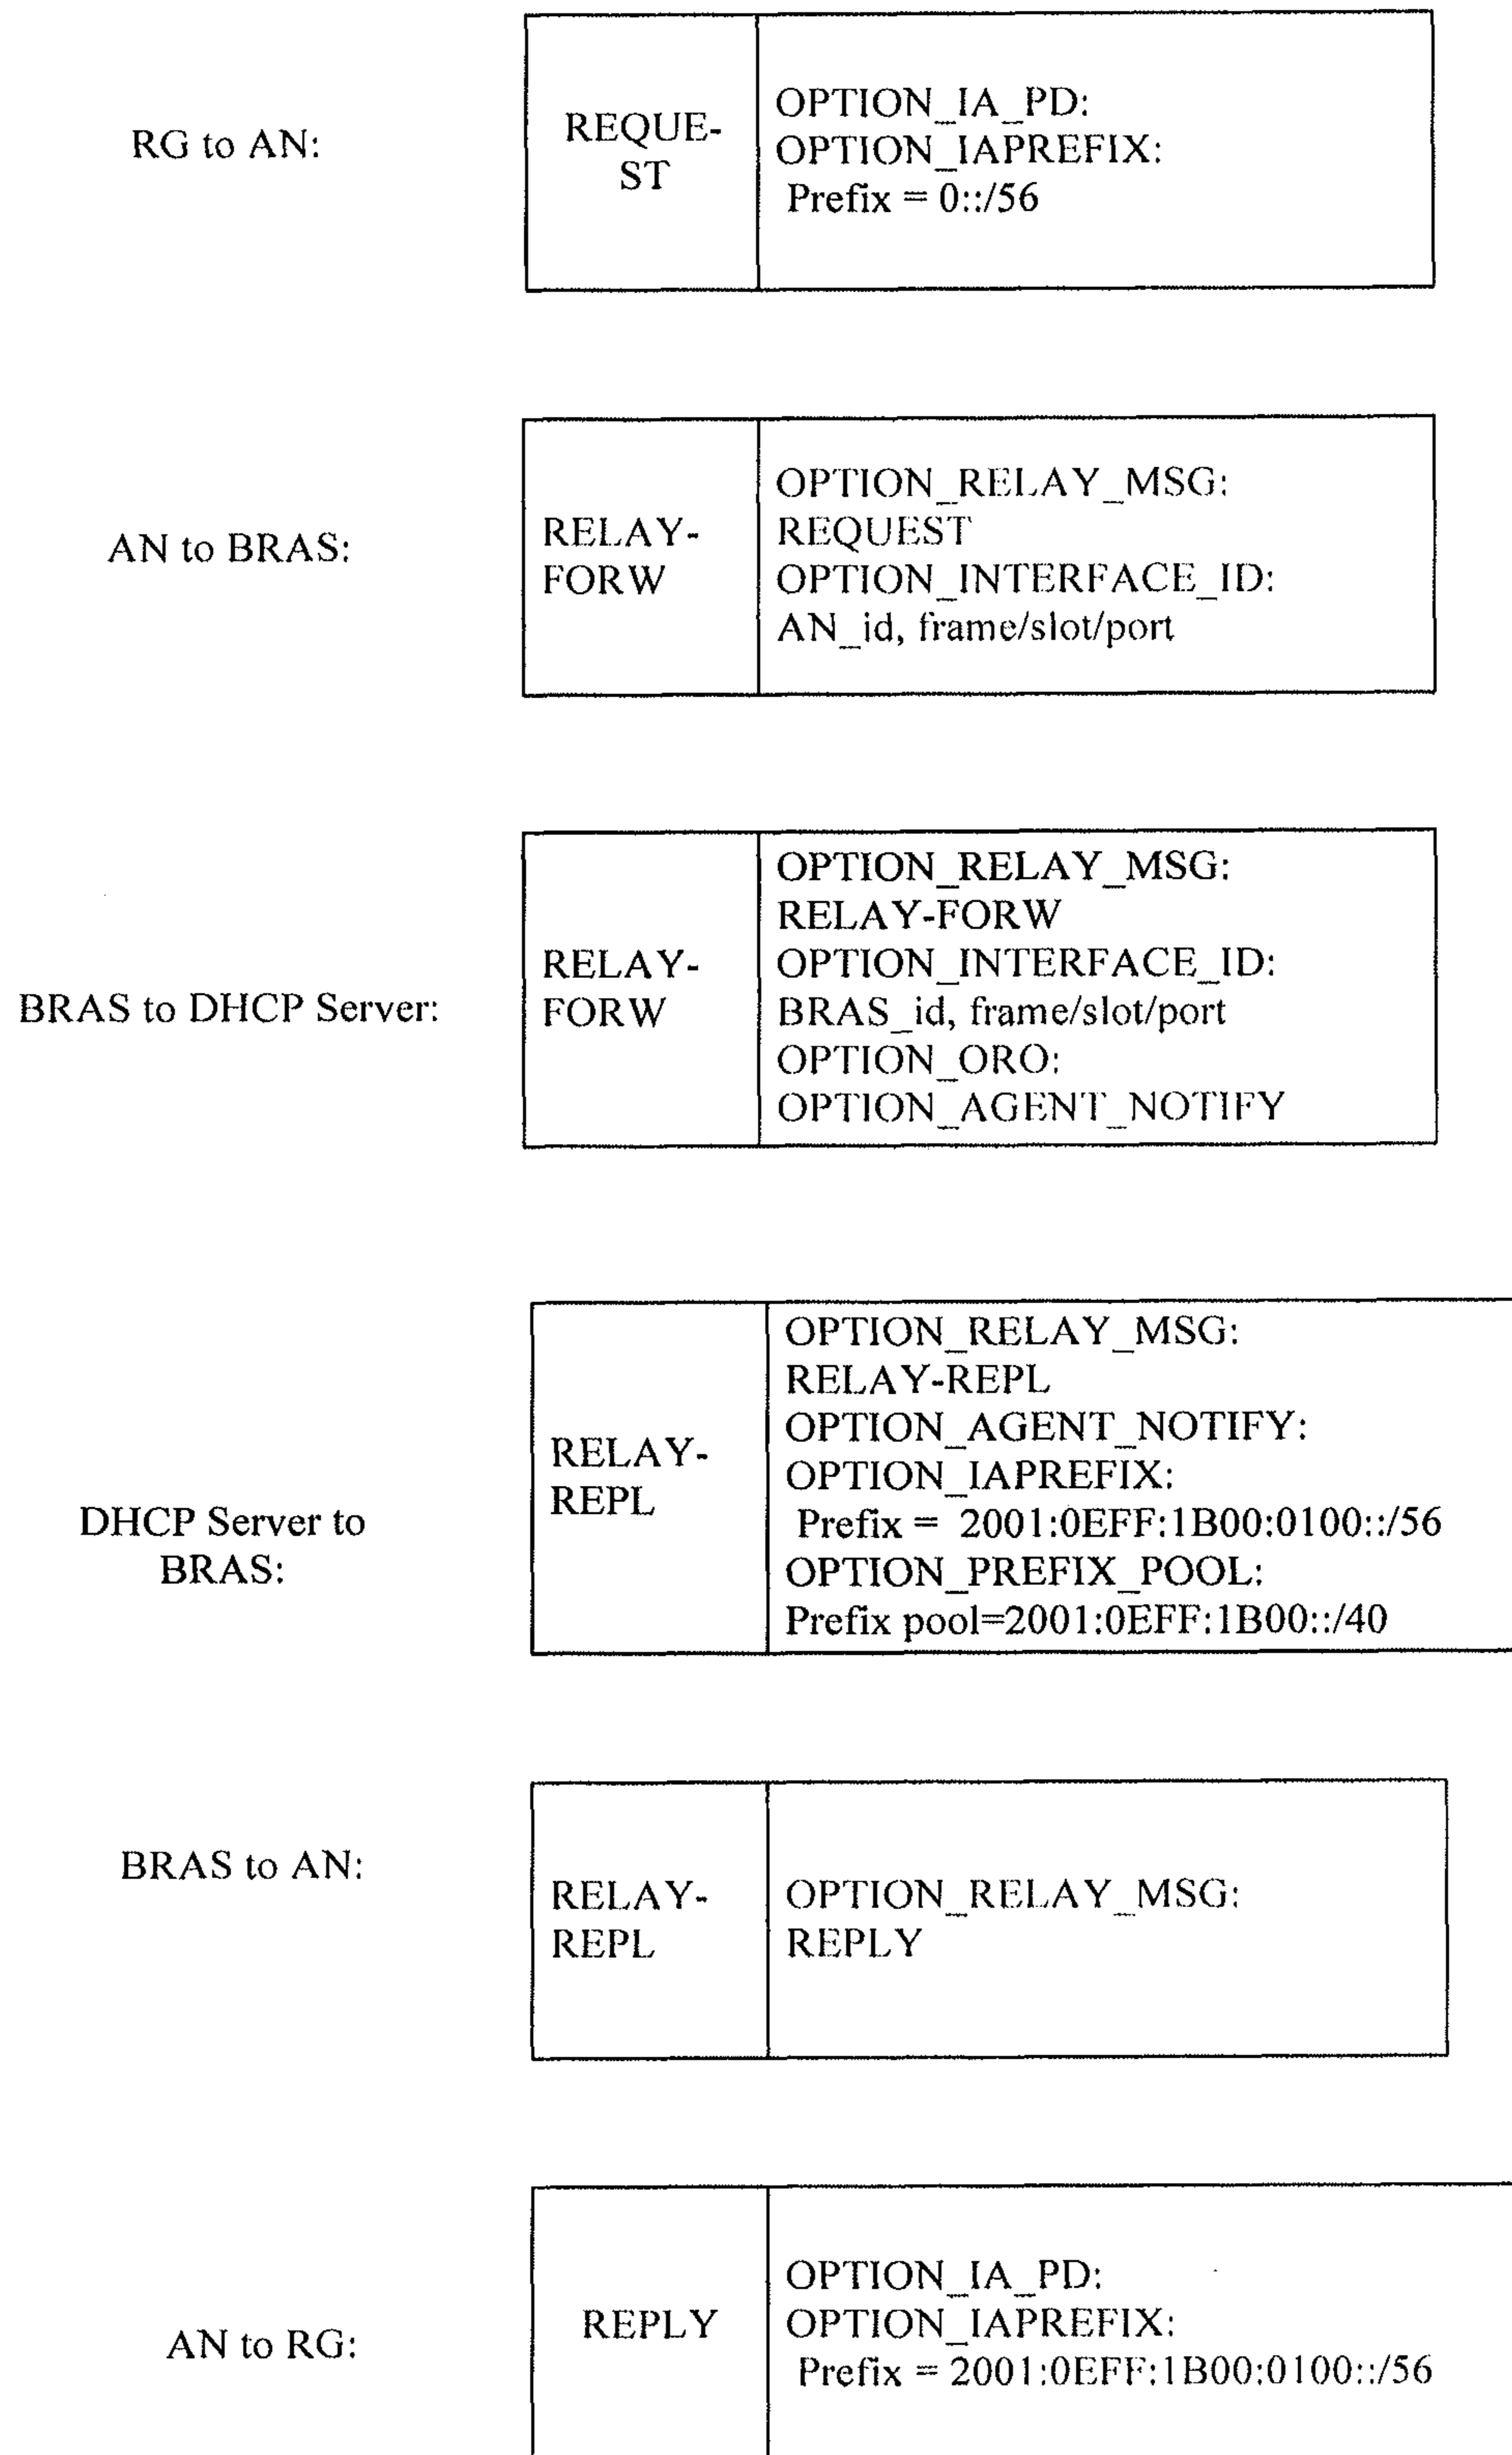 RG to AN:
REQUE-
ST
OPTION_IA_PD:
OPTION_IAPREFIX:
Prefix = 0::/56
AN to BRAS:
RELAY-
FORW
OPTION_RELAY_MSG:
REQUEST
OPTION_INTERFACE_ID:
AN_id, frame/slot/port
BRAS to DHCP Server:
RELAY-
FORW
OPTION_RELAY_MSG:
RELAY-FORW
OPTION_INTERFACE_ID:
BRAS_id, frame/slot/port
OPTION_ORO:
OPTION_AGENT_NOTIFY
DHCP Server to
BRAS:
RELAY-
REPL
OPTION_RELAY_MSG:
RELAY-REPL
OPTION_AGENT_NOTIFY:
OPTION_IAPREFIX:
Prefix = 2001:0EFF:1B00:0100::/56
OPTION_PREFIX_POOL:
Prefix pool=2001:0EFF:1B00::/40
BRAS to AN:
RELAY-
REPL
OPTION_RELAY_MSG:
REPLY
AN to RG:
REPLY
OPTION_IA_PD:
OPTION_IAPREFIX:
Prefix = 2001:0EFF:1B00:0100::/56